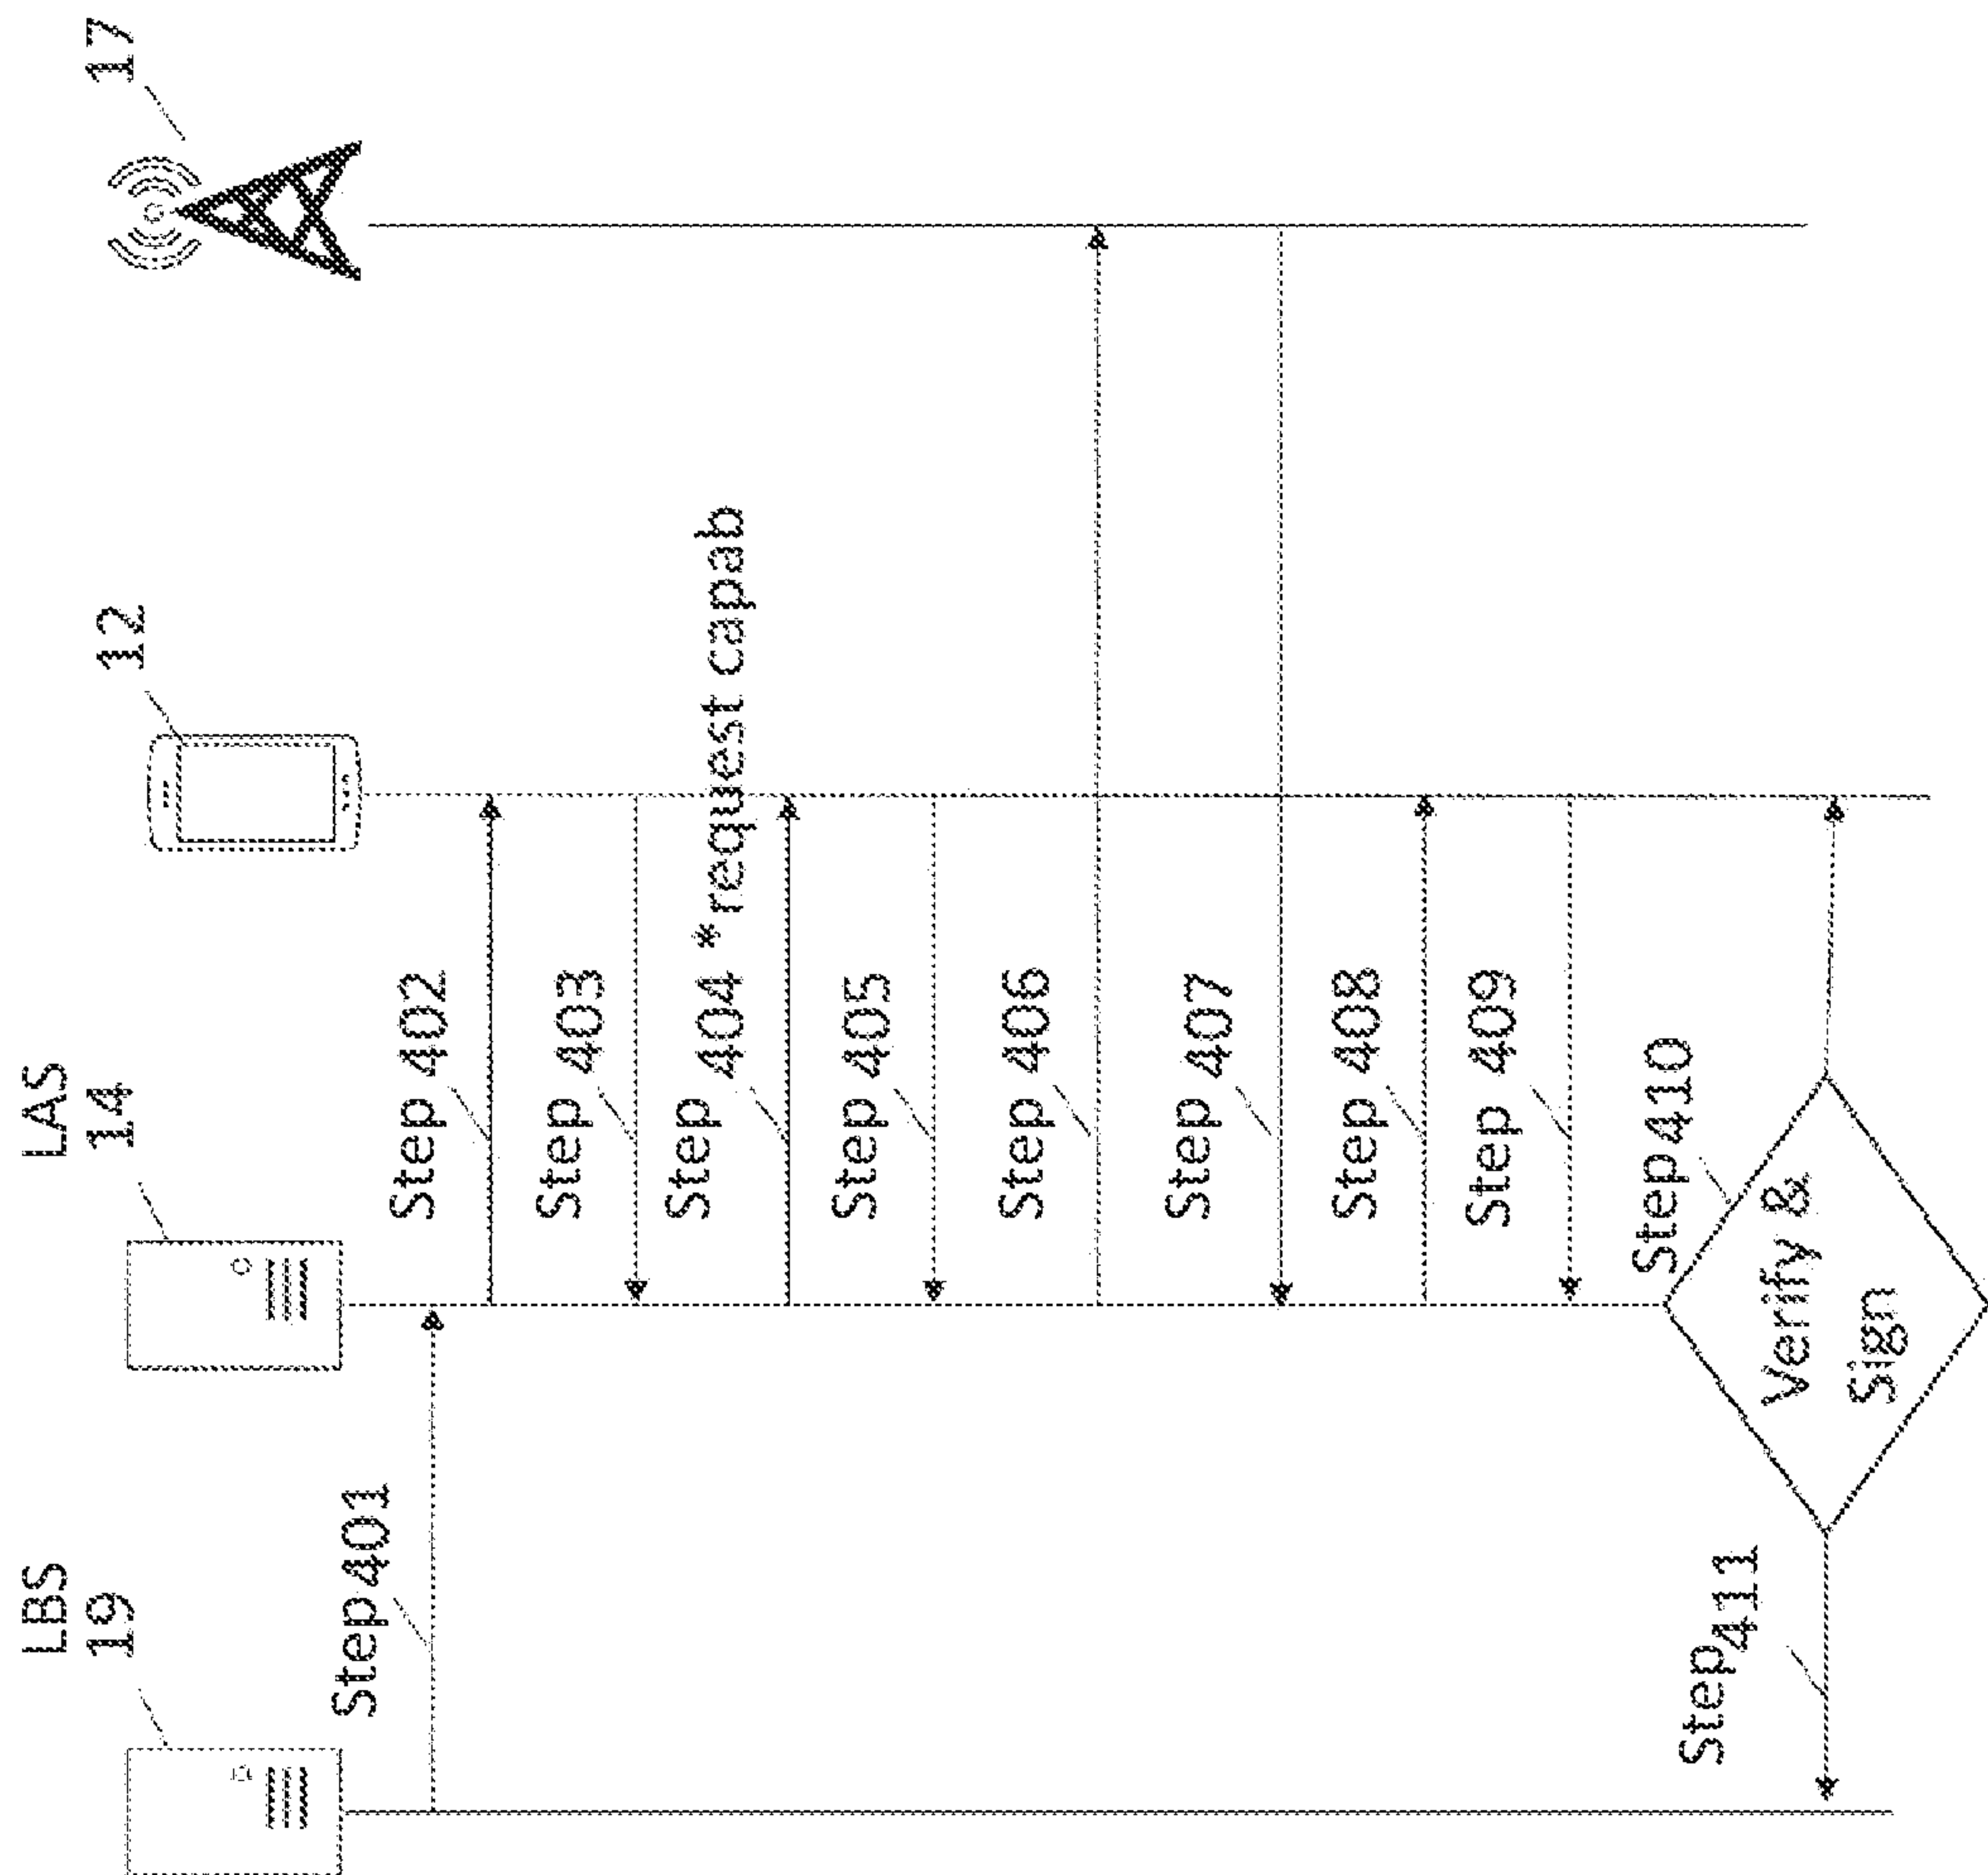 LBS
19
LAS
14
12
17
Step 401
Step 402
Step 403
Step 404 *request capab
Step 405
Step 406
Step 407
Step 408
Step 409
Step 410
Verify &
Sign
Step 411